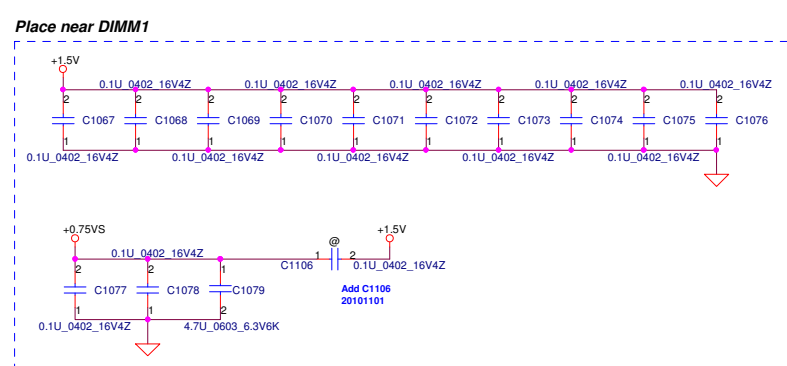 Place near DIMM1
+1.5V
0.1U_0402_16V4Z 0.1U_0402_16V4Z 0.1U_0402_16V4Z 0.1U_0402_16V4Z 0.1U_0402_16V4Z
2 2 2 2 2 2 2 2 2 2
C1067 C1068 C1069 C1070 C1071 C1072 C1073 C1074 C1075 C1076
1 1 1 1 1 1 1 1 1 1
0.1U_0402_16V4Z 0.1U_0402_16V4Z 0.1U_0402_16V4Z 0.1U_0402_16V4Z 0.1U_0402_16V4Z
+0.75VS +1.5V
@
0.1U_0402_16V4Z 1 2
C1106 0.1U_0402_16V4Z
2 2 1
C1077 C1078 C1079
Add C1106
20101101
1 1 2
0.1U_0402_16V4Z 4.7U_0603_6.3V6K